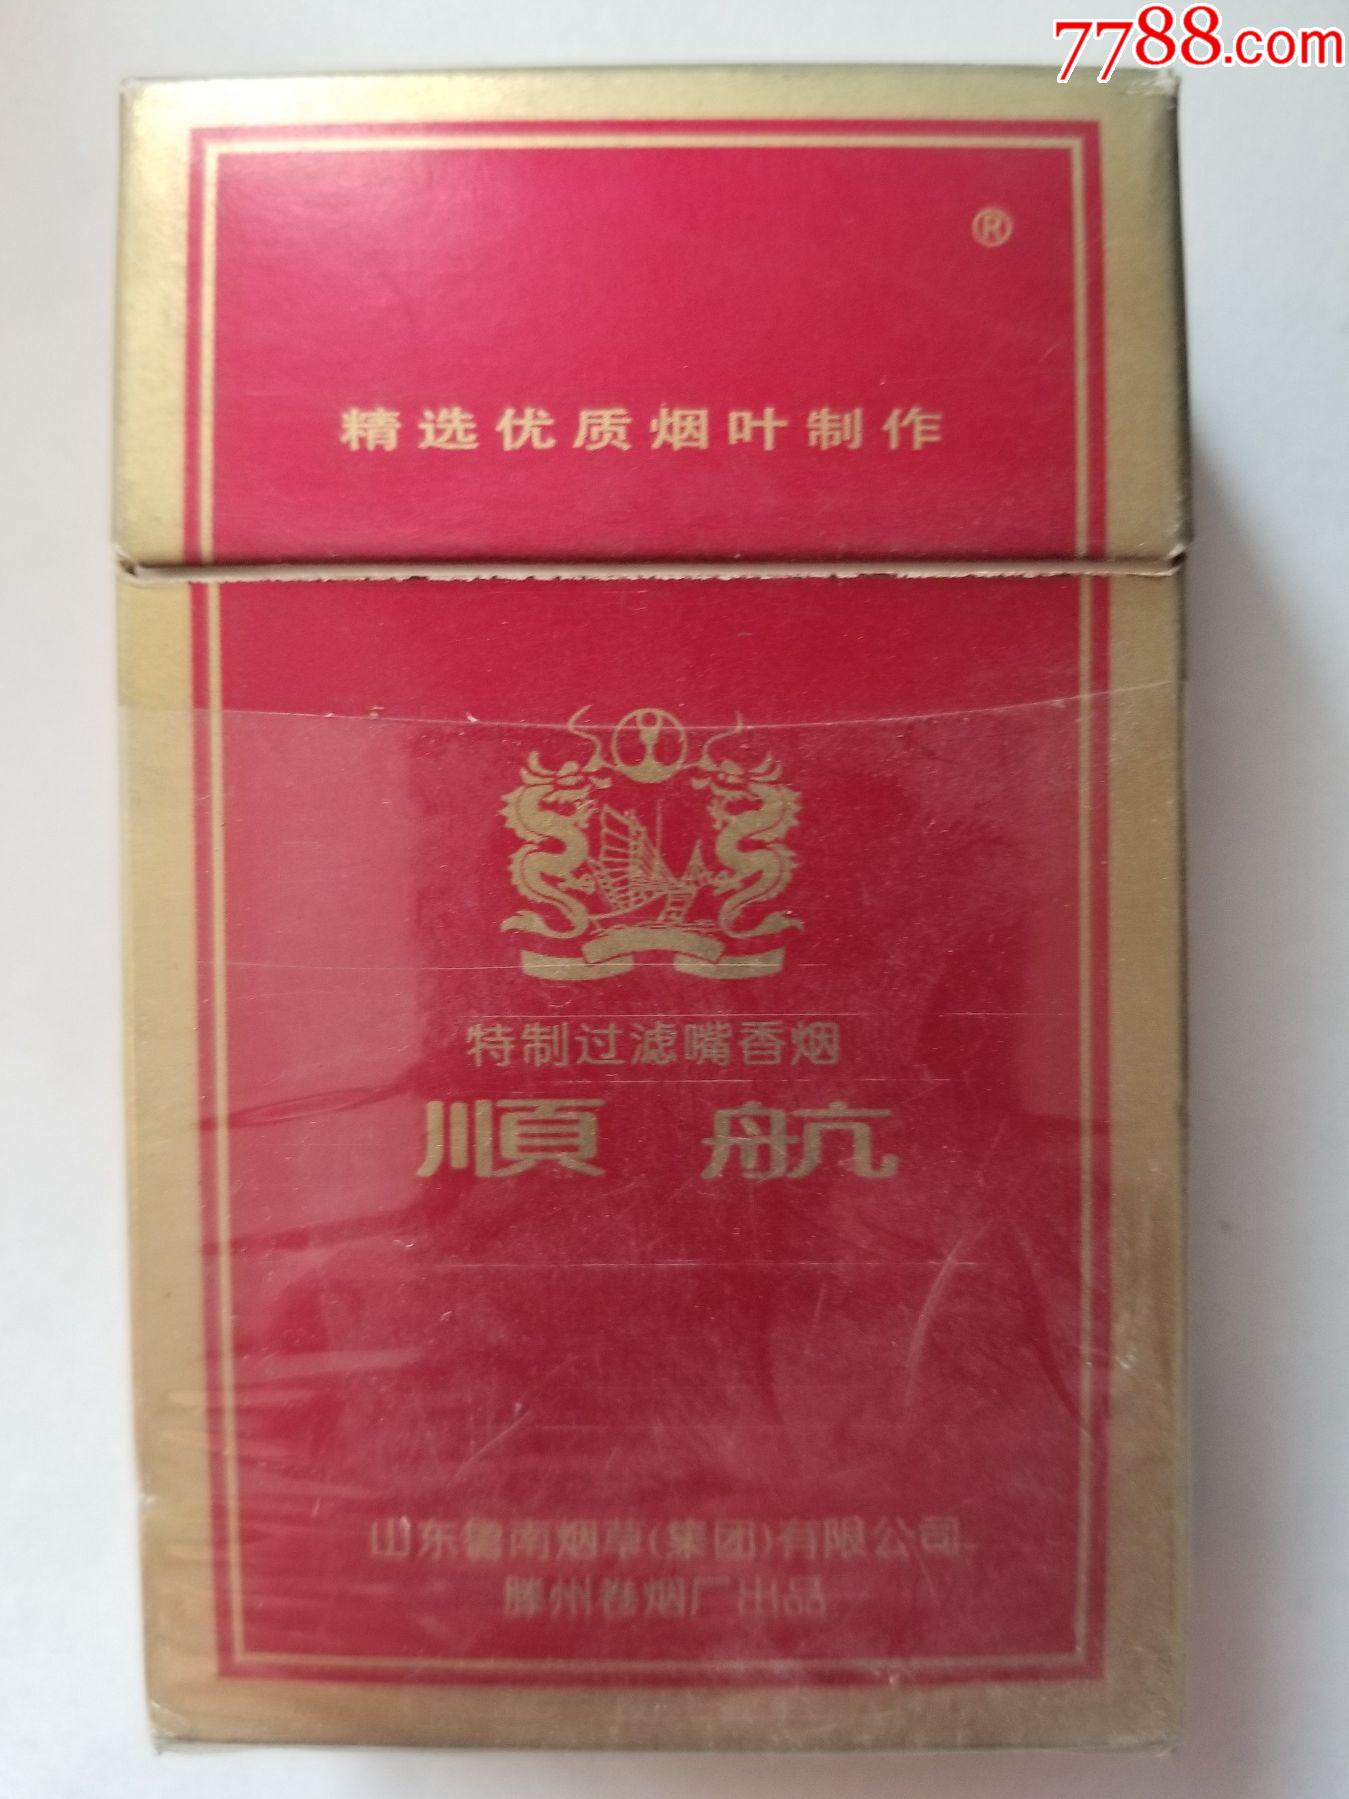 7788.com
®
精选优质烟叶制作
特制过滤嘴香烟
順航
山东鲁南烟草(集团)有限公司
滕州卷烟厂出品